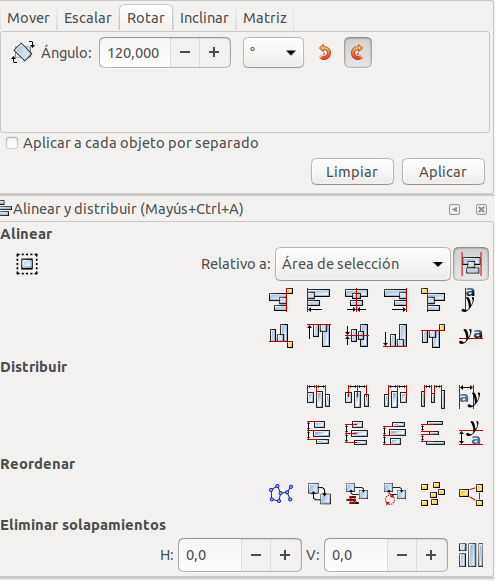 Mover Escalar Rotar Inclinar Matriz
Ángulo: 120,000 − + °
Aplicar a cada objeto por separado
Limpiar Aplicar
Alinear y distribuir (Mayús+Ctrl+A)
Alinear
Relativo a: Área de selección
Distribuir
Reordenar
Eliminar solapamientos
H: 0,0 − + V: 0,0 − +